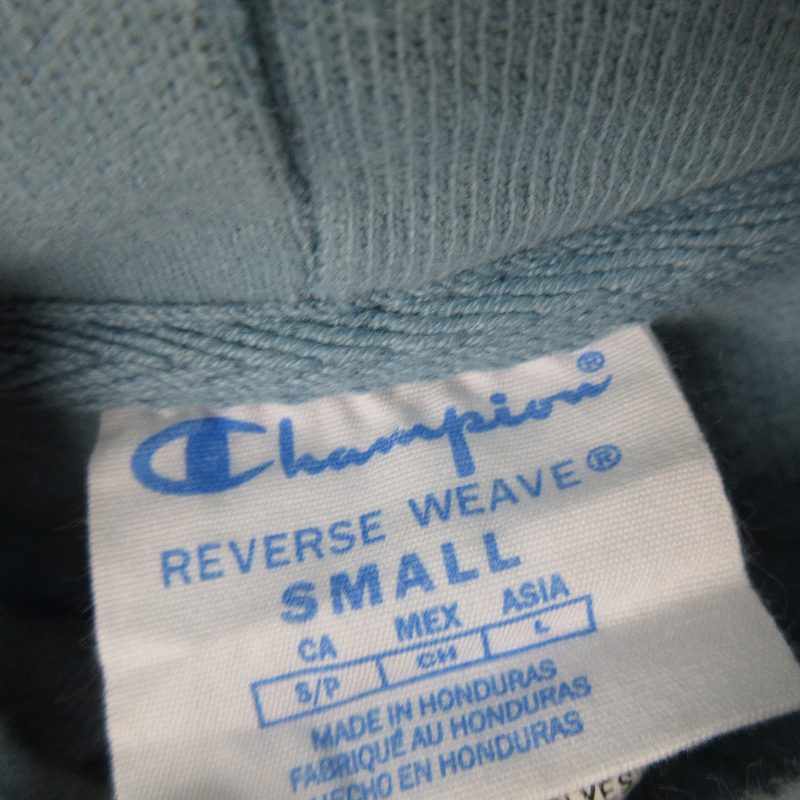 Champion®
REVERSE WEAVE®
SMALL
CA MEX ASIA
S/P CH L
MADE IN HONDURAS
FABRIQUÉ AU HONDURAS
HECHO EN HONDURAS